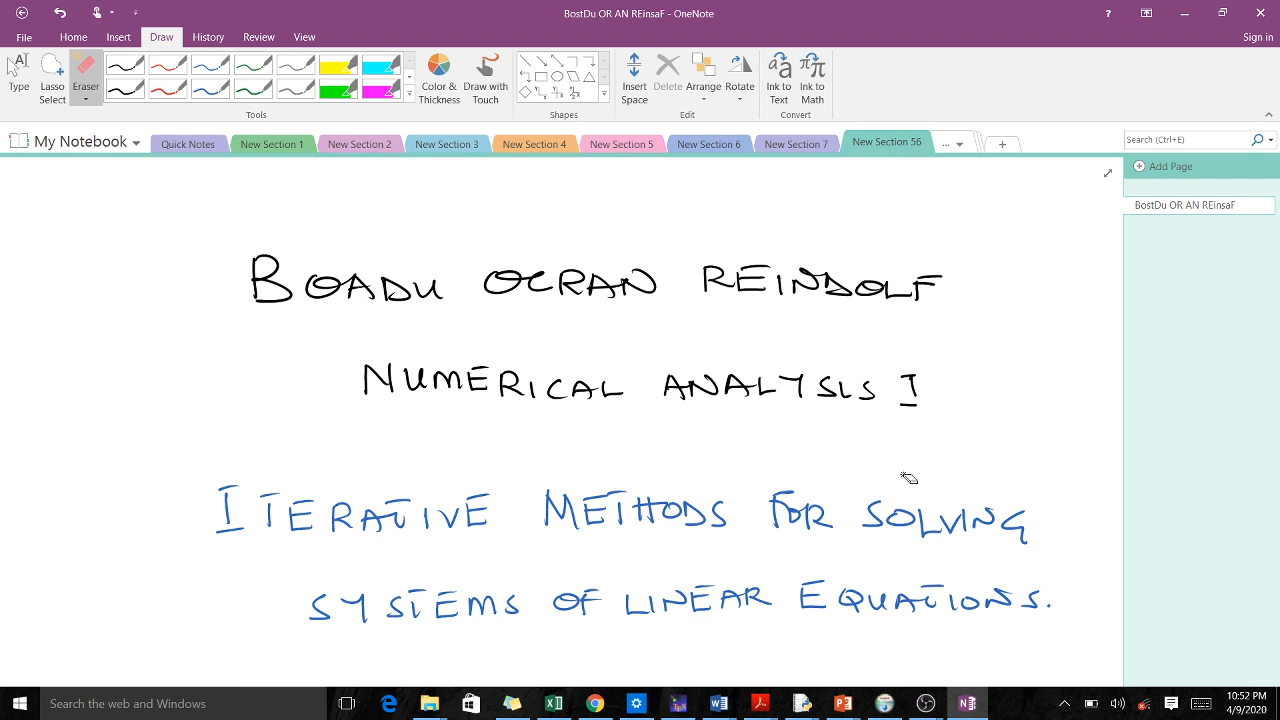 BostDu OR AN REinsaF - OneNote
?
File Home Insert Draw History Review View
Sign in
Type Lasso Select Eraser Color & Thickness Draw with Touch Insert Space Delete Arrange Rotate Ink to Text Ink to Math
Tools Shapes Edit Convert
My Notebook Quick Notes New Section 1 New Section 2 New Section 3 New Section 4 New Section 5 New Section 6 New Section 7 New Section 56 ... + Search (Ctrl+E)
Add Page
BostDu OR AN REinsaF
BOADU OCRAN REINDOLF
NUMERICAL ANALYSIS I
ITERATIVE METHODS FOR SOLVING
SYSTEMS OF LINEAR EQUATIONS.
Search the web and Windows
10:52 PM
4/9/2020